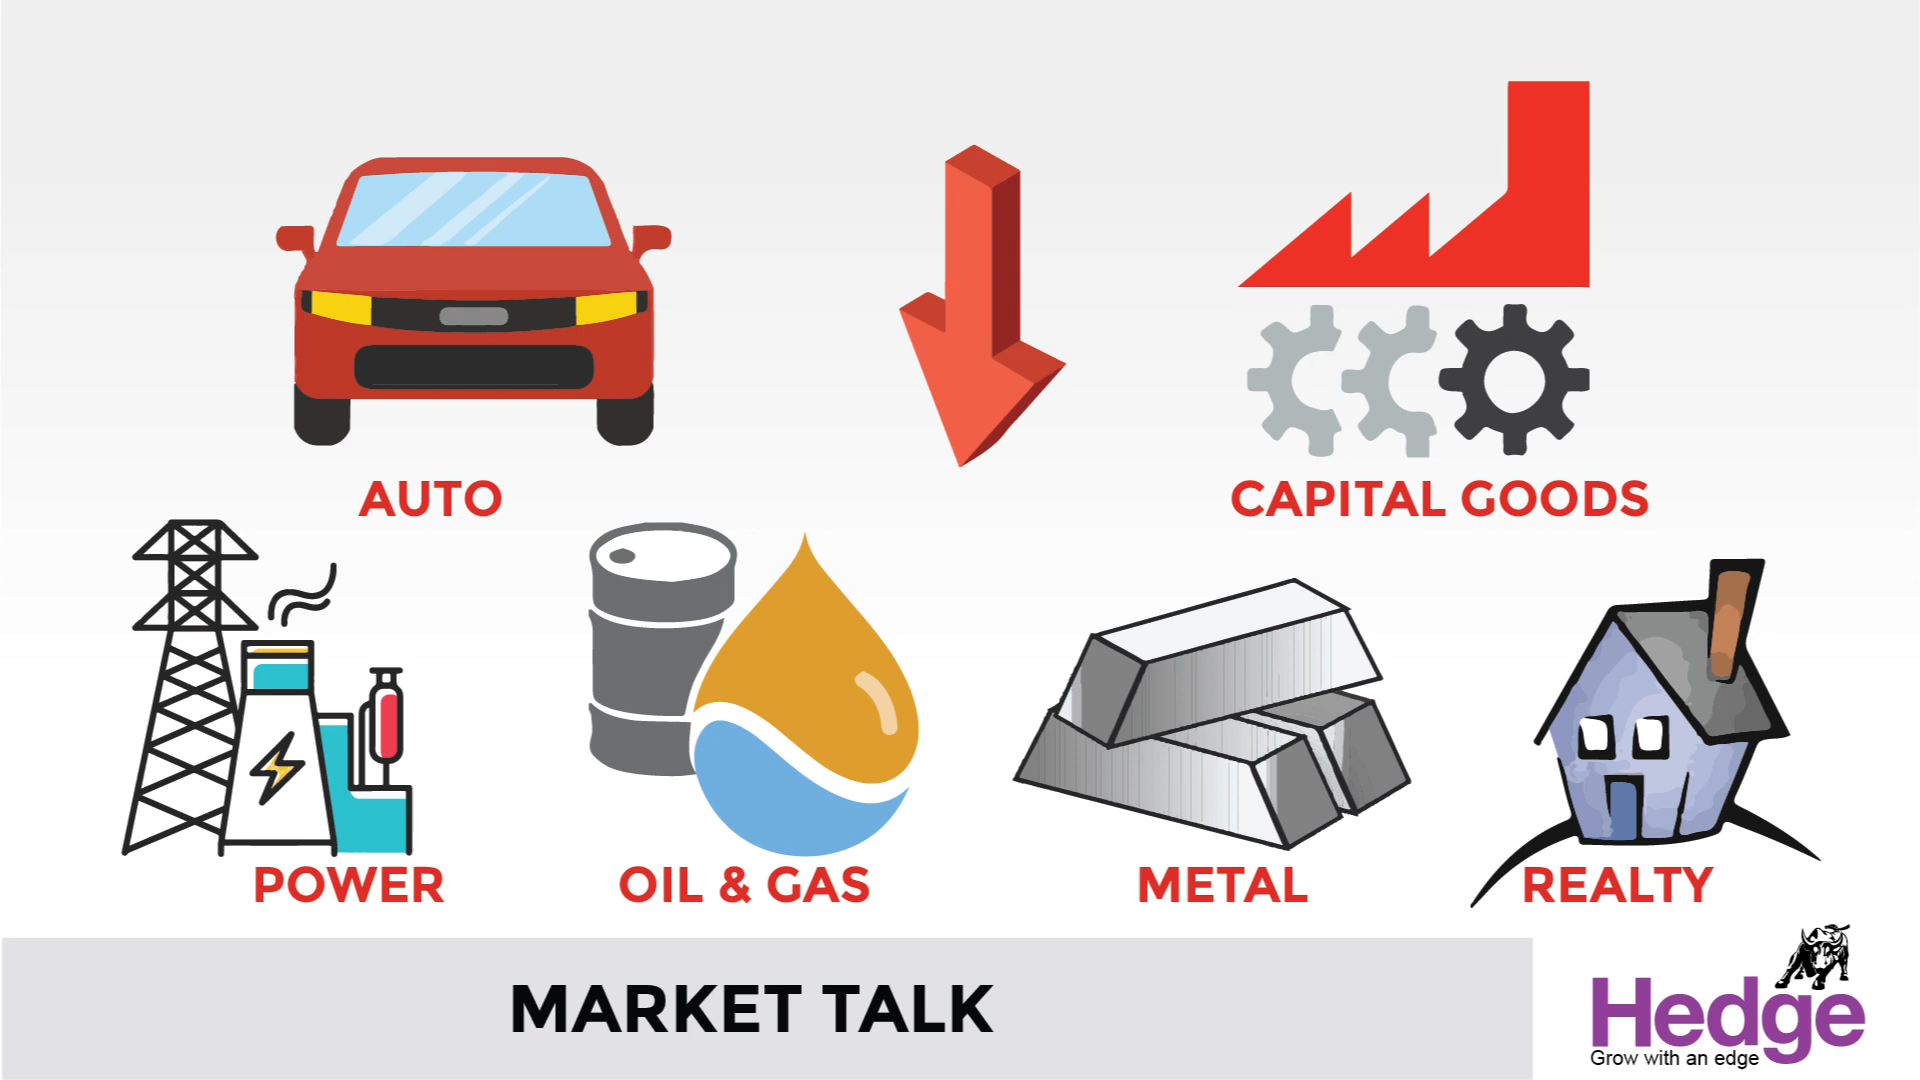 AUTO
CAPITAL GOODS
POWER
OIL & GAS
METAL
REALTY
MARKET TALK
Hedge
Grow with an edge